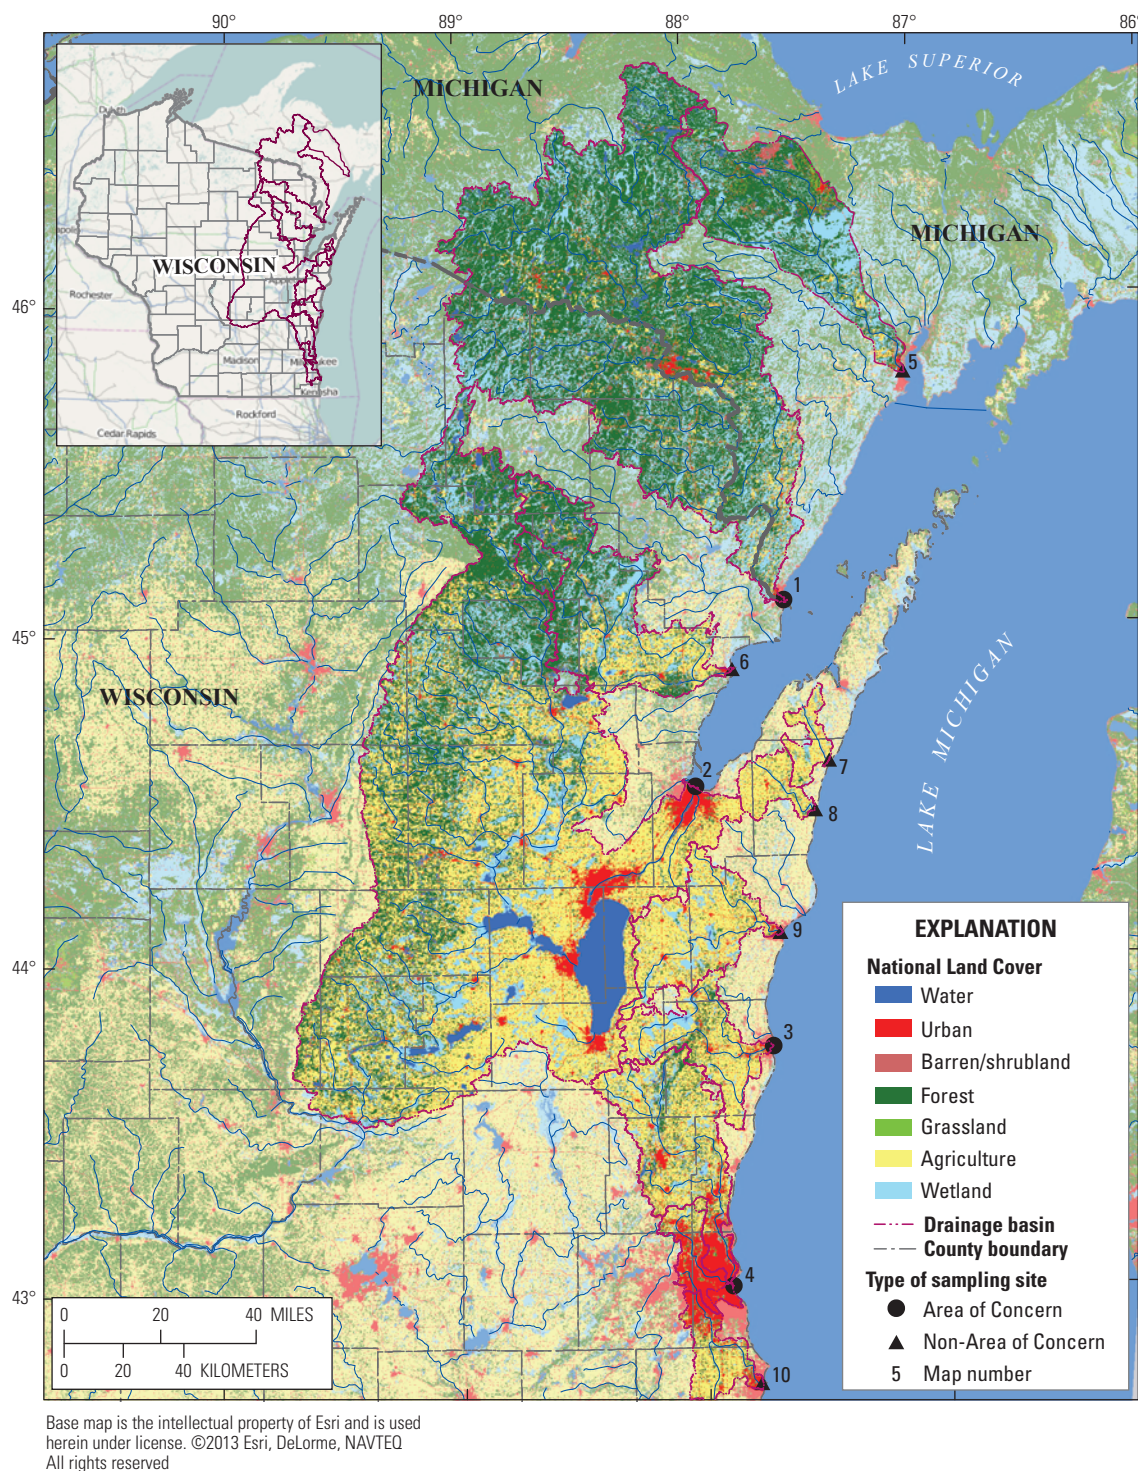 90°
89°
88°
87°
86°
LAKE SUPERIOR
MICHIGAN
Duluth
MICHIGAN
WISCONSIN
Rochester
Madison
Kenosha
Rockford
Cedar Rapids
46°
5
1
45°
6
WISCONSIN
LAKE MICHIGAN
2
7
8
9
44°
3
4
43°
10
0 20 40 MILES
0 20 40 KILOMETERS
EXPLANATION
National Land Cover
Water
Urban
Barren/shrubland
Forest
Grassland
Agriculture
Wetland
Drainage basin
County boundary
Type of sampling site
Area of Concern
Non-Area of Concern
5 Map number
Base map is the intellectual property of Esri and is used
herein under license. ©2013 Esri, DeLorme, NAVTEQ
All rights reserved